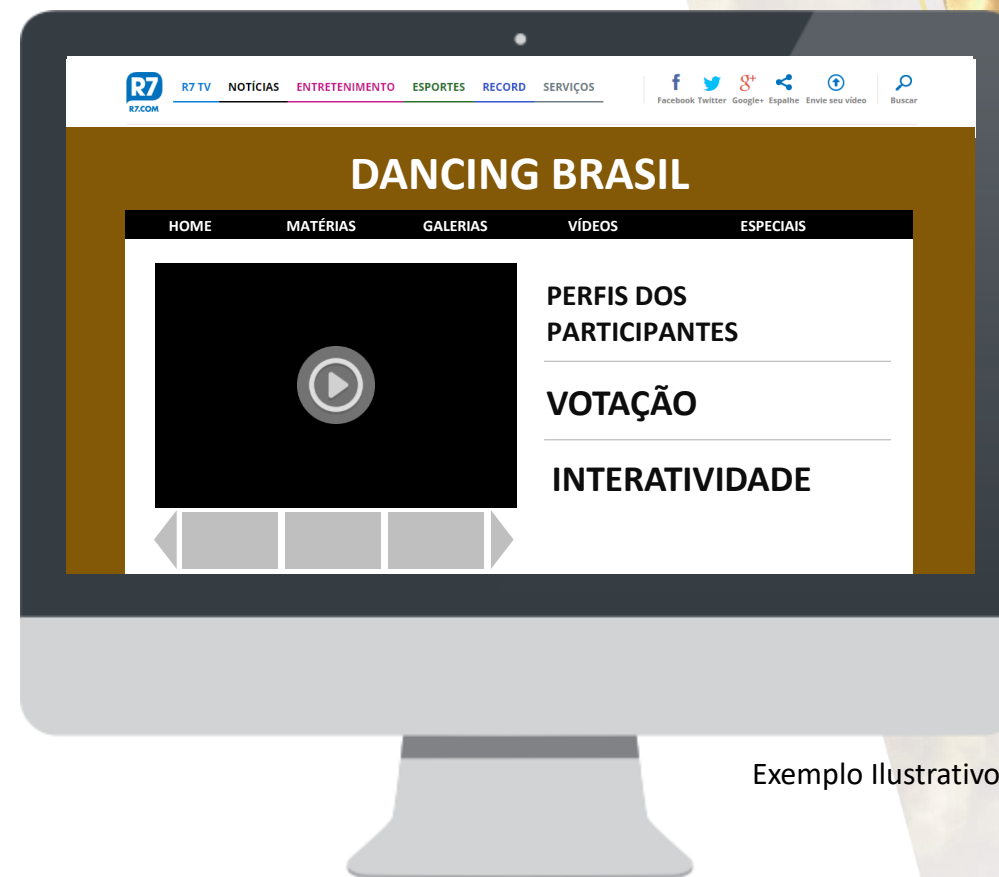 R7 R7 TV NOTÍCIAS ENTRETENIMENTO ESPORTES RECORD SERVIÇOS
R7.COM Facebook Twitter Google+ Espalhe Envie seu vídeo Buscar
DANCING BRASIL
HOME MATÉRIAS GALERIAS VÍDEOS ESPECIAIS
PERFIS DOS
PARTICIPANTES
VOTAÇÃO
INTERATIVIDADE
Exemplo Ilustrativo